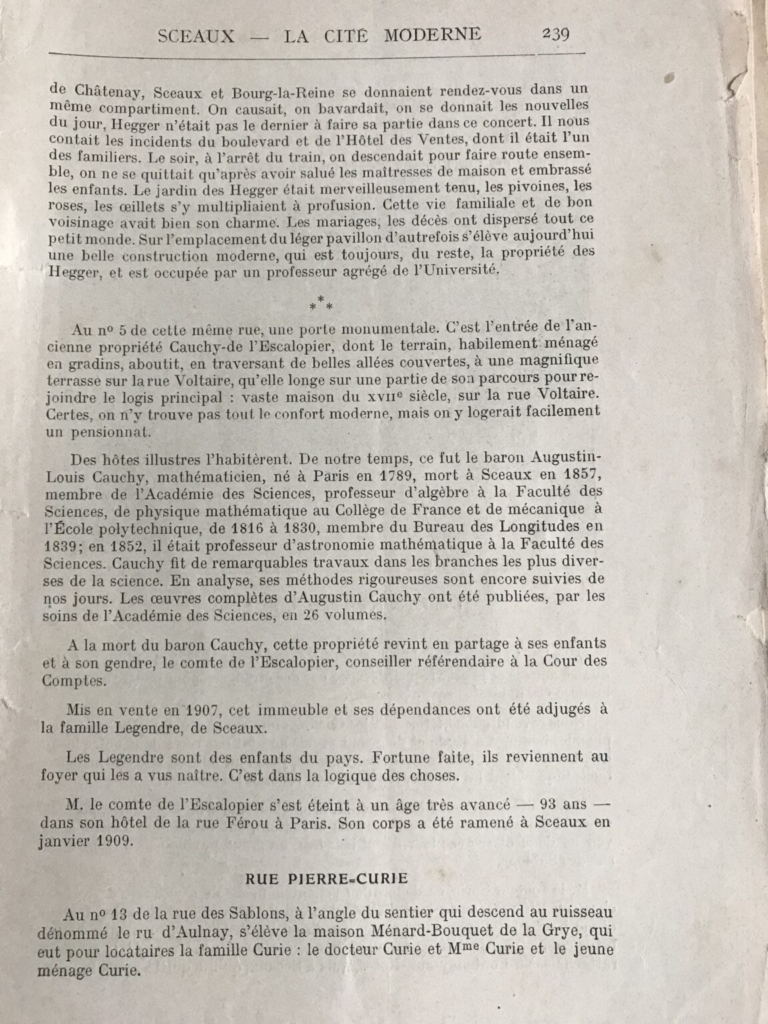 SCEAUX — LA CITÉ MODERNE 239
de Châtenay, Sceaux et Bourg-la-Reine se donnaient rendez-vous dans un
même compartiment. On causait, on bavardait, on se donnait les nouvelles
du jour, Hegger n'était pas le dernier à faire sa partie dans ce concert. Il nous
contait les incidents du boulevard et de l'Hôtel des Ventes, dont il était l'un
des familiers. Le soir, à l'arrêt du train, on descendait pour faire route ensem-
ble, on ne se quittait qu'après avoir salué les maîtresses de maison et embrassé
les enfants. Le jardin des Hegger était merveilleusement tenu, les pivoines, les
roses, les œillets s'y multipliaient à profusion. Cette vie familiale et de bon
voisinage avait bien son charme. Les mariages, les décès ont dispersé tout ce
petit monde. Sur l'emplacement du léger pavillon d'autrefois s'élève aujourd'hui
une belle construction moderne, qui est toujours, du reste, la propriété des
Hegger, et est occupée par un professeur agrégé de l'Université.
***
Au nº 5 de cette même rue, une porte monumentale. C'est l'entrée de l'an-
cienne propriété Cauchy-de l'Escalopier, dont le terrain, habilement ménagé
en gradins, aboutit, en traversant de belles allées couvertes, à une magnifique
terrasse sur la rue Voltaire, qu'elle longe sur une partie de son parcours pour re-
joindre le logis principal : vaste maison du XVIIe siècle, sur la rue Voltaire.
Certes, on n'y trouve pas tout le confort moderne, mais on y logerait facilement
un pensionnat.
Des hôtes illustres l'habitèrent. De notre temps, ce fut le baron Augustin-
Louis Cauchy, mathématicien, né à Paris en 1789, mort à Sceaux en 1857,
membre de l'Académie des Sciences, professeur d'algèbre à la Faculté des
Sciences, de physique mathématique au Collège de France et de mécanique à
l'École polytechnique, de 1816 à 1830, membre du Bureau des Longitudes en
1839; en 1852, il était professeur d'astronomie mathématique à la Faculté des
Sciences. Cauchy fit de remarquables travaux dans les branches les plus diver-
ses de la science. En analyse, ses méthodes rigoureuses sont encore suivies de
nos jours. Les œuvres complètes d'Augustin Cauchy ont été publiées, par les
soins de l'Académie des Sciences, en 26 volumes.
A la mort du baron Cauchy, cette propriété revint en partage à ses enfants
et à son gendre, le comte de l'Escalopier, conseiller référendaire à la Cour des
Comptes.
Mis en vente en 1907, cet immeuble et ses dépendances ont été adjugés à
la famille Legendre, de Sceaux.
Les Legendre sont des enfants du pays. Fortune faite, ils reviennent au
foyer qui les a vus naître. C'est dans la logique des choses.
M. le comte de l'Escalopier s'est éteint à un âge très avancé — 93 ans —
dans son hôtel de la rue Férou à Paris. Son corps a été ramené à Sceaux en
janvier 1909.
RUE PIERRE-CURIE
Au nº 13 de la rue des Sablons, à l'angle du sentier qui descend au ruisseau
dénommé le ru d'Aulnay, s'élève la maison Ménard-Bouquet de la Grye, qui
eut pour locataires la famille Curie : le docteur Curie et Mme Curie et le jeune
ménage Curie.